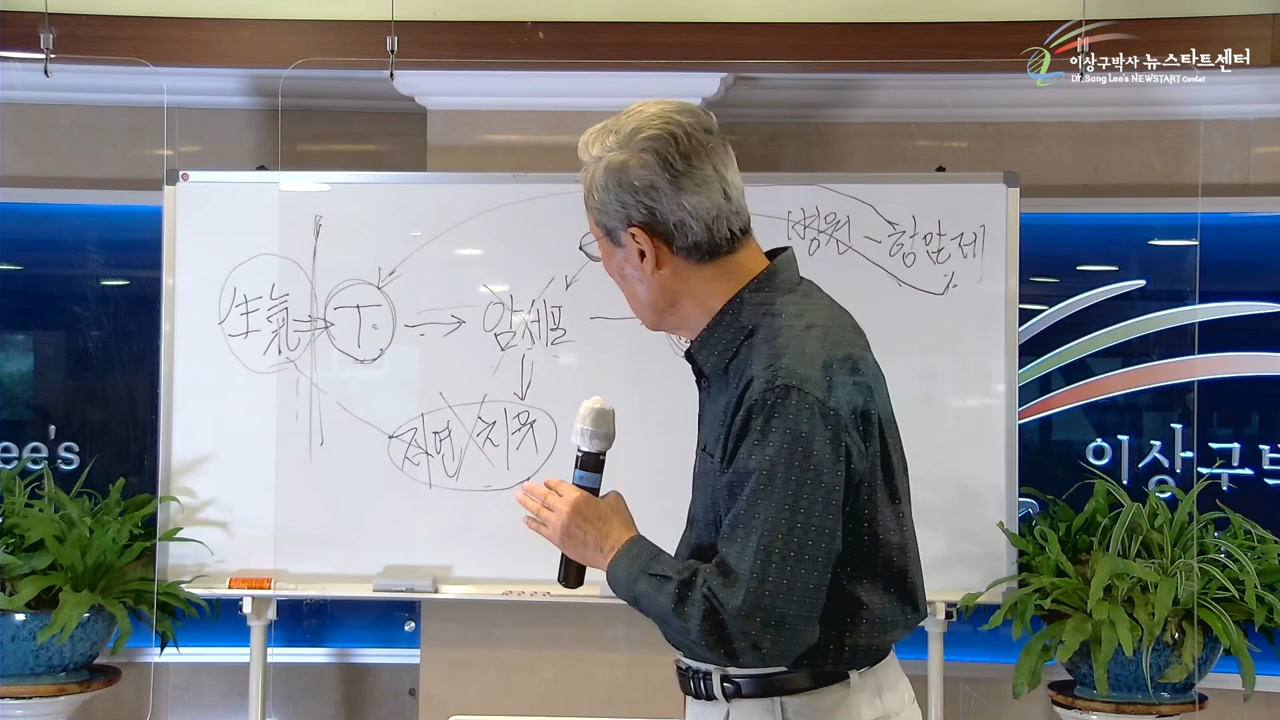 이상구박사 뉴스타트센터
Dr. Sang Lee's NEWSTART Center
병원 - 항암제
生氣
T.
암세포
자연치유
ee's
이상구박